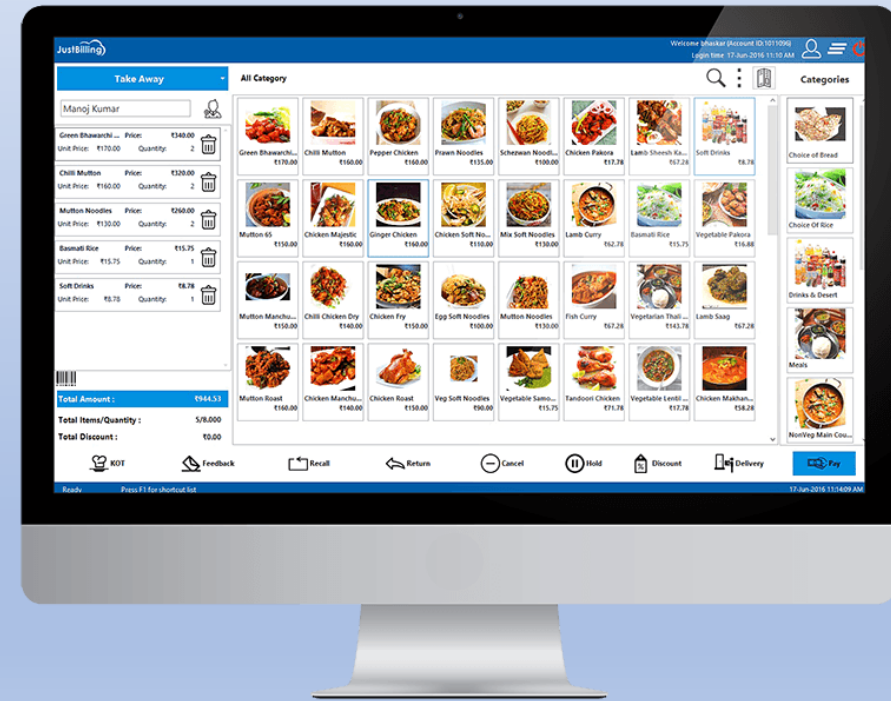 JustBilling
Welcome bhaskar (Account ID:1011096)
Login time :17-Jun-2016 11:10 AM
Take Away
All Category
Categories
Manoj Kumar
Green Bhawarchi ... Price: ₹340.00
Unit Price: ₹170.00 Quantity: 2
Chilli Mutton Price: ₹320.00
Unit Price: ₹160.00 Quantity: 2
Mutton Noodles Price: ₹260.00
Unit Price: ₹130.00 Quantity: 2
Basmati Rice Price: ₹15.75
Unit Price: ₹15.75 Quantity: 1
Soft Drinks Price: ₹8.78
Unit Price: ₹8.78 Quantity: 1
Total Amount : ₹944.53
Total Items/Quantity : 5/8.000
Total Discount : ₹0.00
Green Bhawarchi... Chilli Mutton Pepper Chicken Prawn Noodles Schezwan Noodl... Chicken Pakora Lamb Sheesh Ka... Soft Drinks
₹170.00 ₹160.00 ₹160.00 ₹135.00 ₹100.00 ₹17.78 ₹67.28 ₹8.78
Mutton 65 Chicken Majestic Ginger Chicken Chicken Soft No... Mix Soft Noodles Lamb Curry Basmati Rice Vegetable Pakora
₹150.00 ₹160.00 ₹160.00 ₹110.00 ₹130.00 ₹62.78 ₹15.75 ₹16.88
Mutton Manchu... Chilli Chicken Dry Chicken Fry Egg Soft Noodles Mutton Noodles Fish Curry Vegetarian Thali ... Lamb Saag
₹150.00 ₹140.00 ₹150.00 ₹100.00 ₹130.00 ₹67.28 ₹143.78 ₹67.28
Mutton Roast Chicken Manchu... Chicken Roast Veg Soft Noodles Vegetable Samo... Tandoori Chicken Vegetable Lentil ... Chicken Makhan...
₹160.00 ₹140.00 ₹150.00 ₹90.00 ₹15.75 ₹71.78 ₹17.78 ₹58.28
Choice of Bread
Choice Of Rice
Drinks & Desert
Meals
NonVeg Main Cou...
KOT Feedback Recall Return Cancel Hold Discount Delivery Pay
Ready Press F1 for shortcut list 17-Jun-2016 11:14:09 AM